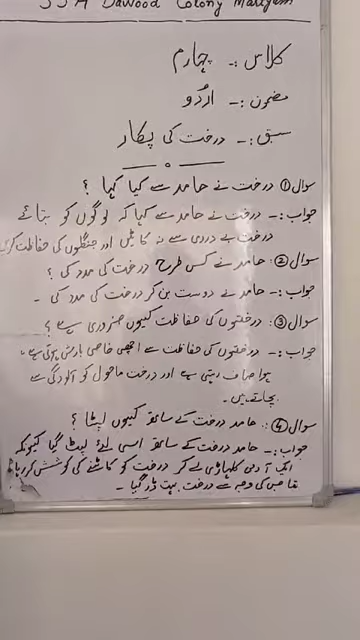 Dawood Colony
کلاس :- چہارم
مضمون :- اردو
سبق :- درخت کی پکار
سوال ① درخت نے حامد سے کیا کہا ؟
جواب :- درخت نے حامد سے کہا کہ لوگوں کو بتائے
درخت بے دردی سے نہ کاٹیں اور جنگلوں کی حفاظت کریں
سوال ②: حامد نے کس طرح درخت کی مدد کی ؟
جواب :- حامد نے دوست بن کر درخت کی مدد کی ۔
سوال ③: درختوں کی حفاظت کیوں ضروری ہے ؟
جواب :- درختوں کی حفاظت سے اچھی خاصی بارش ہوتی ہے ،
ہوا صاف رہتی ہے اور درخت ماحول کو آلودگی سے
بچاتے ہیں ۔
سوال ④: حامد درخت کے ساتھ کیوں لپٹا ؟
جواب :- حامد درخت کے ساتھ اسی لئے لپٹ گیا کیونکہ
ایک آدمی کلہاڑی لے کر درخت کو کاٹنے کی کوشش کر رہا
کی وجہ سے درخت بہت ڈر گیا ۔